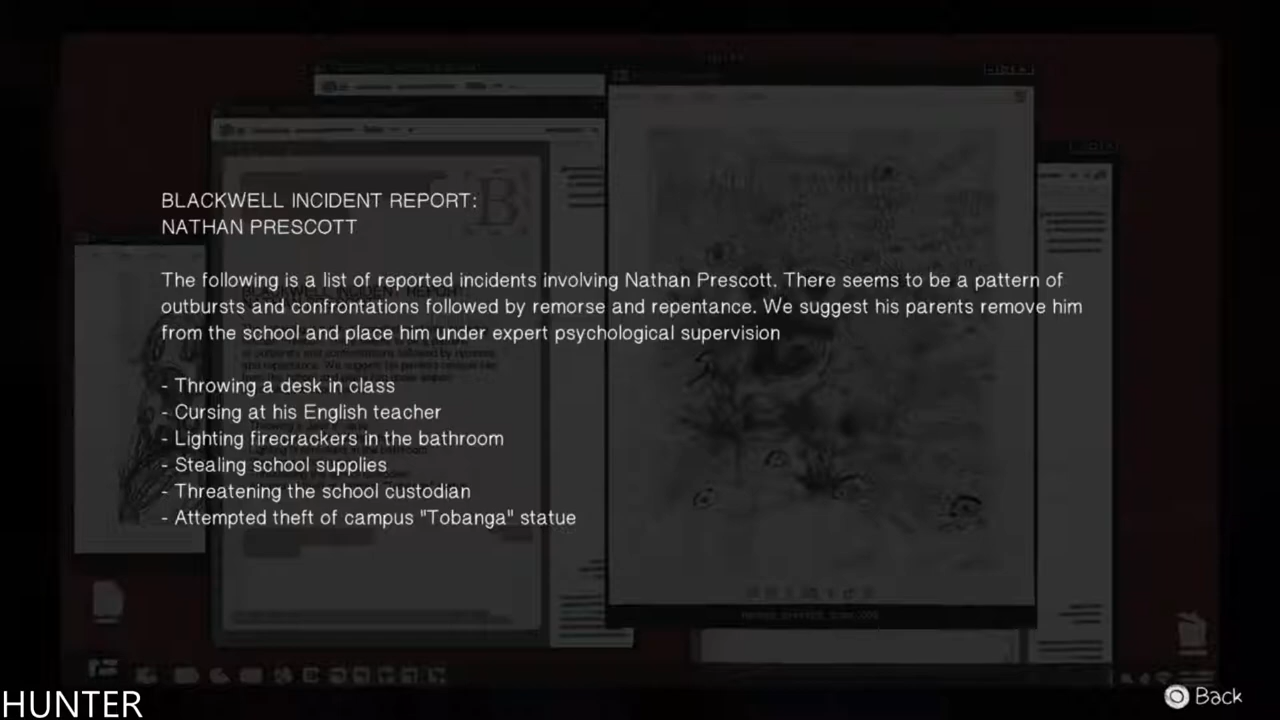 BLACKWELL INCIDENT REPORT:
NATHAN PRESCOTT
The following is a list of reported incidents involving Nathan Prescott. There seems to be a pattern of
outbursts and confrontations followed by remorse and repentance. We suggest his parents remove him
from the school and place him under expert psychological supervision
- Throwing a desk in class
- Cursing at his English teacher
- Lighting firecrackers in the bathroom
- Stealing school supplies
- Threatening the school custodian
- Attempted theft of campus "Tobanga" statue
HUNTER
Back